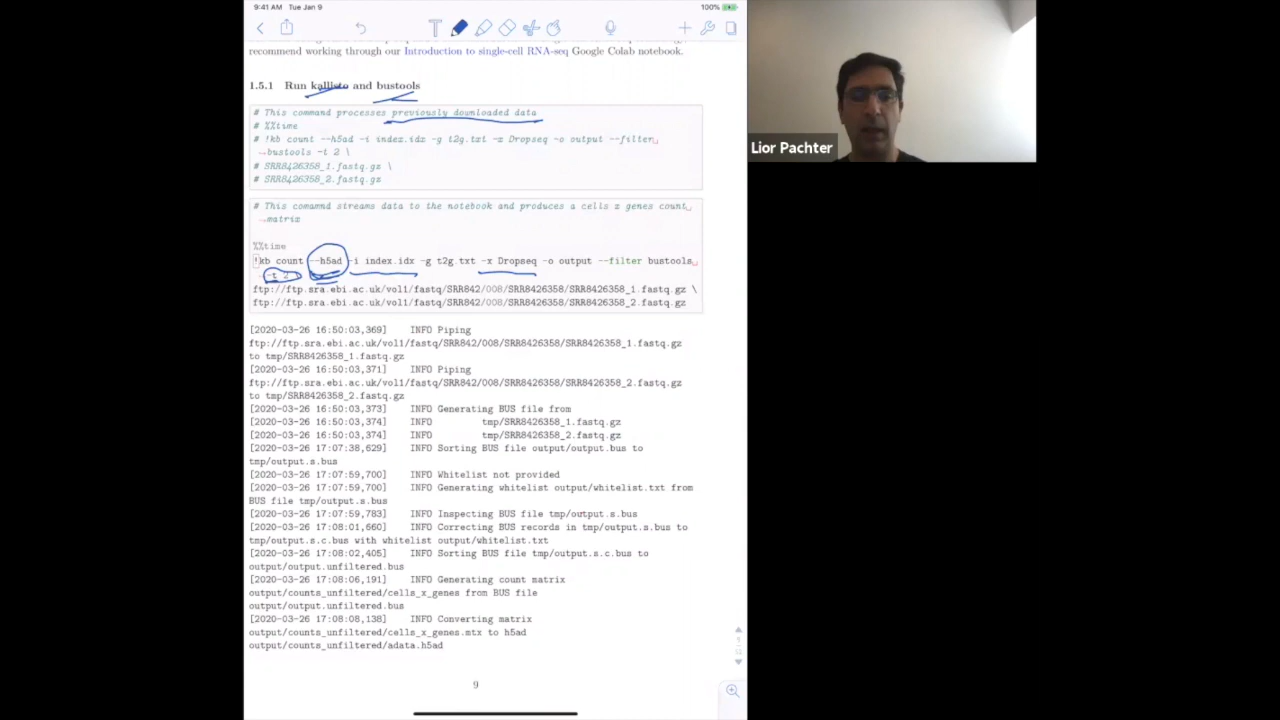 9:41 AM Tue Jan 9
100%
recommend working through our Introduction to single-cell RNA-seq Google Colab notebook.
1.5.1 Run kallisto and bustools
# This command processes previously downloaded data
# %%time
# !kb count --h5ad -i index.idx -g t2g.txt -x Dropseq -o output --filter
bustools -t 2 \
# SRR8426358_1.fastq.gz \
# SRR8426358_2.fastq.gz
# This comamnd streams data to the notebook and produces a cells x genes count
matrix
%%time
!kb count --h5ad -i index.idx -g t2g.txt -x Dropseq -o output --filter bustools
-t 2 \
ftp://ftp.sra.ebi.ac.uk/vol1/fastq/SRR842/008/SRR8426358/SRR8426358_1.fastq.gz \
ftp://ftp.sra.ebi.ac.uk/vol1/fastq/SRR842/008/SRR8426358/SRR8426358_2.fastq.gz
[2020-03-26 16:50:03,369] INFO Piping
ftp://ftp.sra.ebi.ac.uk/vol1/fastq/SRR842/008/SRR8426358/SRR8426358_1.fastq.gz
to tmp/SRR8426358_1.fastq.gz
[2020-03-26 16:50:03,371] INFO Piping
ftp://ftp.sra.ebi.ac.uk/vol1/fastq/SRR842/008/SRR8426358/SRR8426358_2.fastq.gz
to tmp/SRR8426358_2.fastq.gz
[2020-03-26 16:50:03,373] INFO Generating BUS file from
[2020-03-26 16:50:03,374] INFO tmp/SRR8426358_1.fastq.gz
[2020-03-26 16:50:03,374] INFO tmp/SRR8426358_2.fastq.gz
[2020-03-26 17:07:38,629] INFO Sorting BUS file output/output.bus to
tmp/output.s.bus
[2020-03-26 17:07:59,700] INFO Whitelist not provided
[2020-03-26 17:07:59,700] INFO Generating whitelist output/whitelist.txt from
BUS file tmp/output.s.bus
[2020-03-26 17:07:59,783] INFO Inspecting BUS file tmp/output.s.bus
[2020-03-26 17:08:01,660] INFO Correcting BUS records in tmp/output.s.bus to
tmp/output.s.c.bus with whitelist output/whitelist.txt
[2020-03-26 17:08:02,405] INFO Sorting BUS file tmp/output.s.c.bus to
output/output.unfiltered.bus
[2020-03-26 17:08:06,191] INFO Generating count matrix
output/counts_unfiltered/cells_x_genes from BUS file
output/output.unfiltered.bus
[2020-03-26 17:08:08,138] INFO Converting matrix
output/counts_unfiltered/cells_x_genes.mtx to h5ad
output/counts_unfiltered/adata.h5ad
9
Lior Pachter